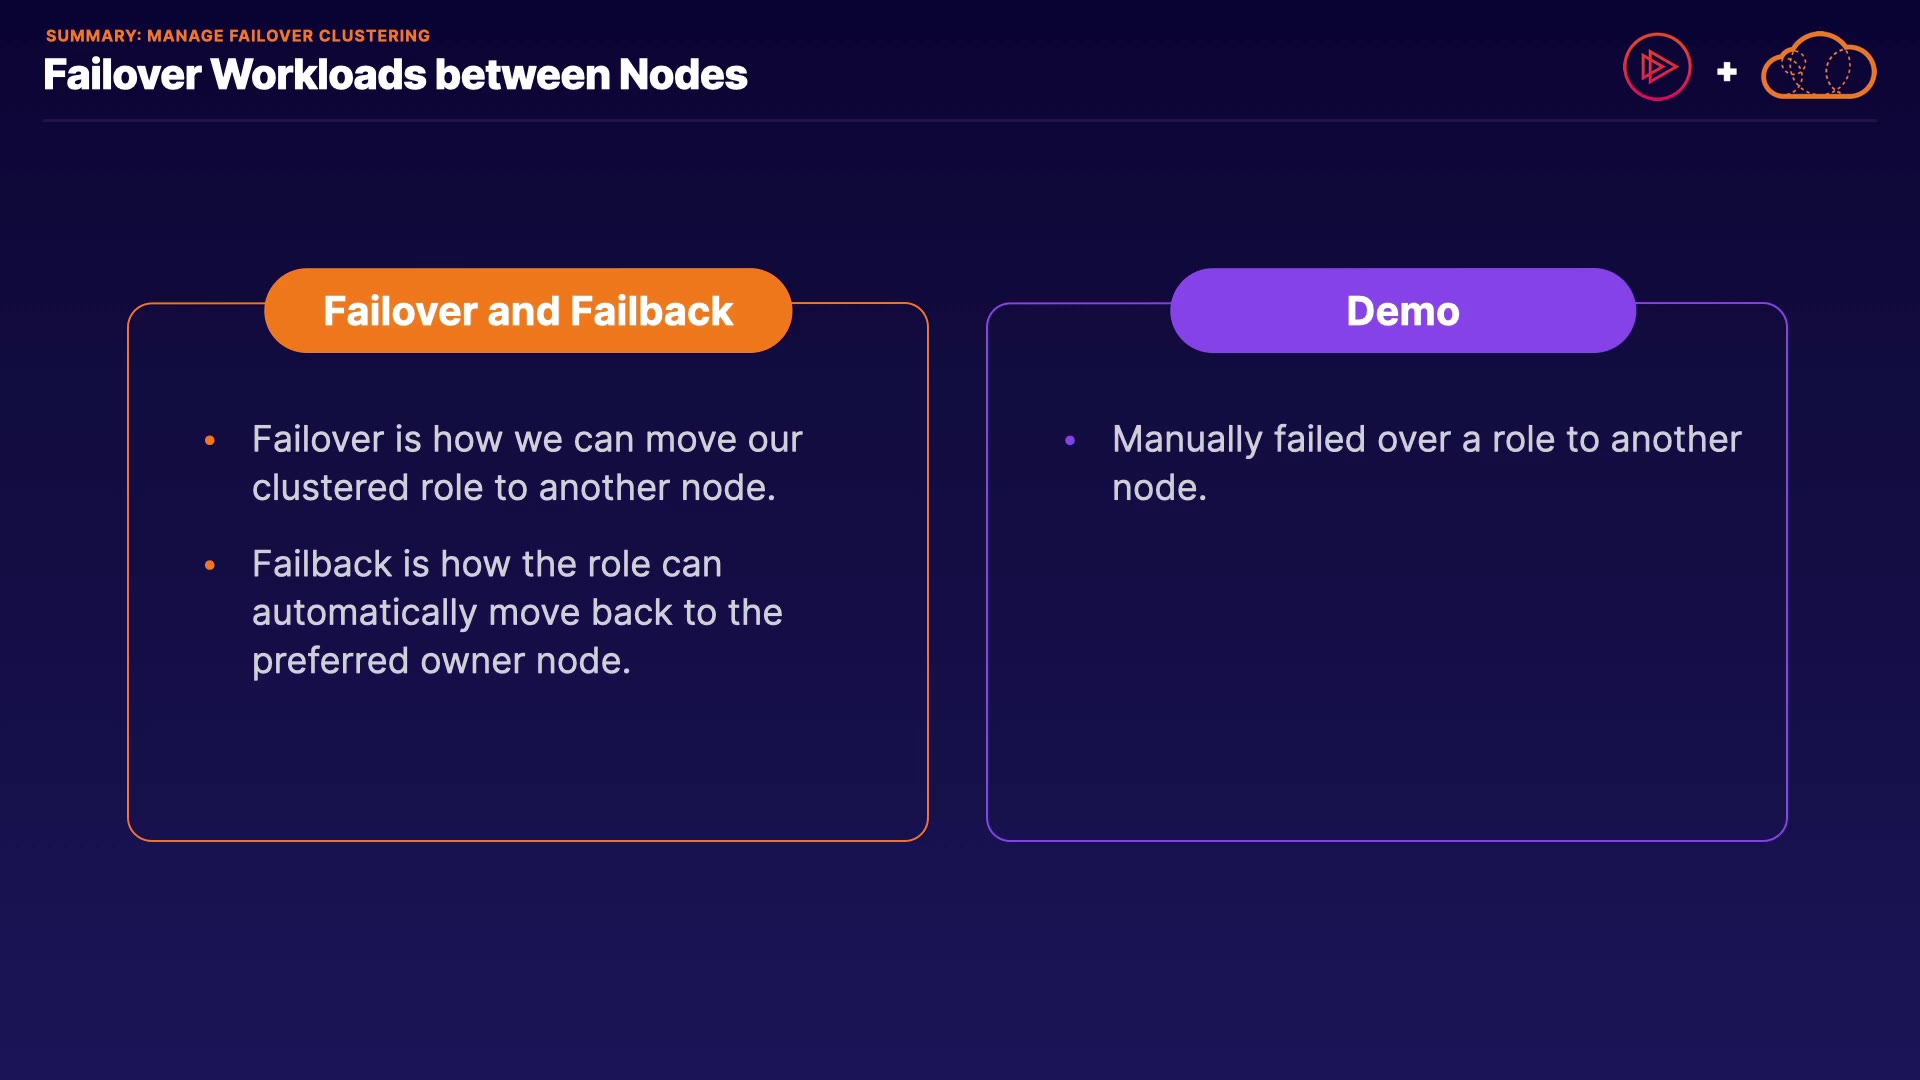 SUMMARY: MANAGE FAILOVER CLUSTERING
Failover Workloads between Nodes
Failover and Failback
• Failover is how we can move our
clustered role to another node.
• Failback is how the role can
automatically move back to the
preferred owner node.
Demo
• Manually failed over a role to another
node.